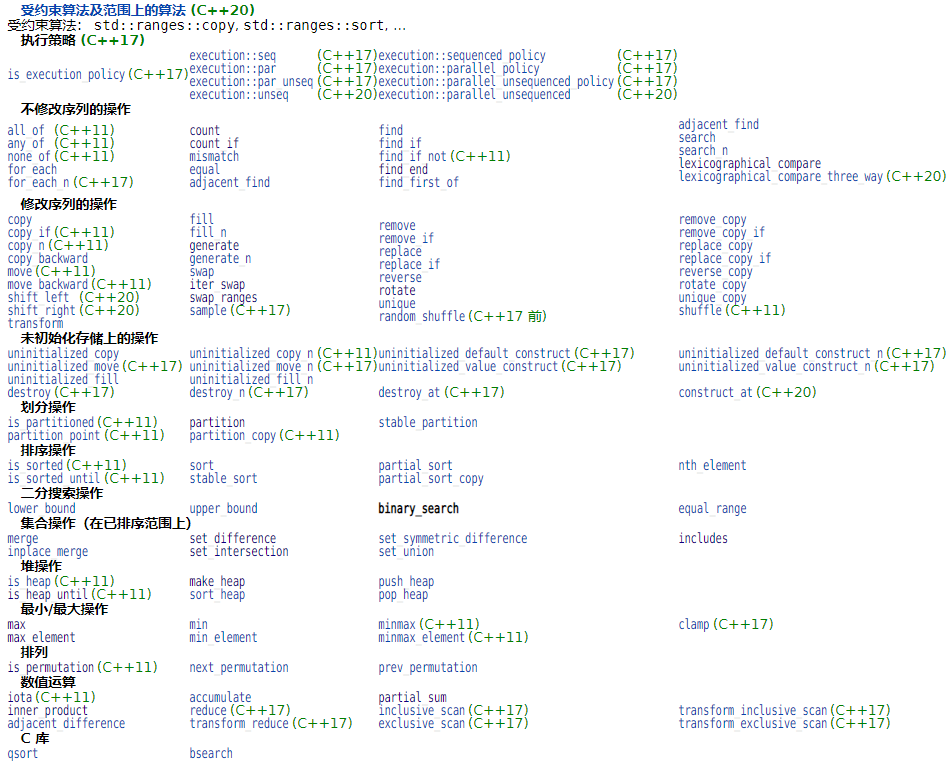 受约束算法及范围上的算法 (C++20)
受约束算法: std::ranges::copy, std::ranges::sort, ...
执行策略 (C++17)
is_execution_policy (C++17)
execution::seq (C++17) execution::sequenced_policy (C++17)
execution::par (C++17) execution::parallel_policy (C++17)
execution::par_unseq (C++17) execution::parallel_unsequenced_policy (C++17)
execution::unseq (C++20) execution::parallel_unsequenced (C++20)
不修改序列的操作
all_of (C++11)
any_of (C++11)
none_of (C++11)
for_each
for_each_n (C++17)
count
count_if
mismatch
equal
adjacent_find
find
find_if
find_if_not (C++11)
find_end
find_first_of
adjacent_find
search
search_n
lexicographical_compare
lexicographical_compare_three_way (C++20)
修改序列的操作
copy
copy_if (C++11)
copy_n (C++11)
copy_backward
move (C++11)
move_backward (C++11)
shift_left (C++20)
shift_right (C++20)
transform
fill
fill_n
generate
generate_n
swap
iter_swap
swap_ranges
sample (C++17)
remove
remove_if
replace
replace_if
reverse
rotate
unique
random_shuffle (C++17 前)
remove_copy
remove_copy_if
replace_copy
replace_copy_if
reverse_copy
rotate_copy
unique_copy
shuffle (C++11)
未初始化存储上的操作
uninitialized_copy uninitialized_copy_n (C++11) uninitialized_default_construct (C++17) uninitialized_default_construct_n (C++17)
uninitialized_move (C++17) uninitialized_move_n (C++17) uninitialized_value_construct (C++17) uninitialized_value_construct_n (C++17)
uninitialized_fill uninitialized_fill_n
destroy (C++17) destroy_n (C++17) destroy_at (C++17) construct_at (C++20)
划分操作
is_partitioned (C++11) partition stable_partition
partition_point (C++11) partition_copy (C++11)
排序操作
is_sorted (C++11) sort partial_sort nth_element
is_sorted_until (C++11) stable_sort partial_sort_copy
二分搜索操作
lower_bound upper_bound binary_search equal_range
集合操作（在已排序范围上）
merge set_difference set_symmetric_difference includes
inplace_merge set_intersection set_union
堆操作
is_heap (C++11) make_heap push_heap
is_heap_until (C++11) sort_heap pop_heap
最小/最大操作
max min minmax (C++11) clamp (C++17)
max_element min_element minmax_element (C++11)
排列
is_permutation (C++11) next_permutation prev_permutation
数值运算
iota (C++11) accumulate partial_sum
inner_product reduce (C++17) inclusive_scan (C++17) transform_inclusive_scan (C++17)
adjacent_difference transform_reduce (C++17) exclusive_scan (C++17) transform_exclusive_scan (C++17)
C 库
qsort bsearch